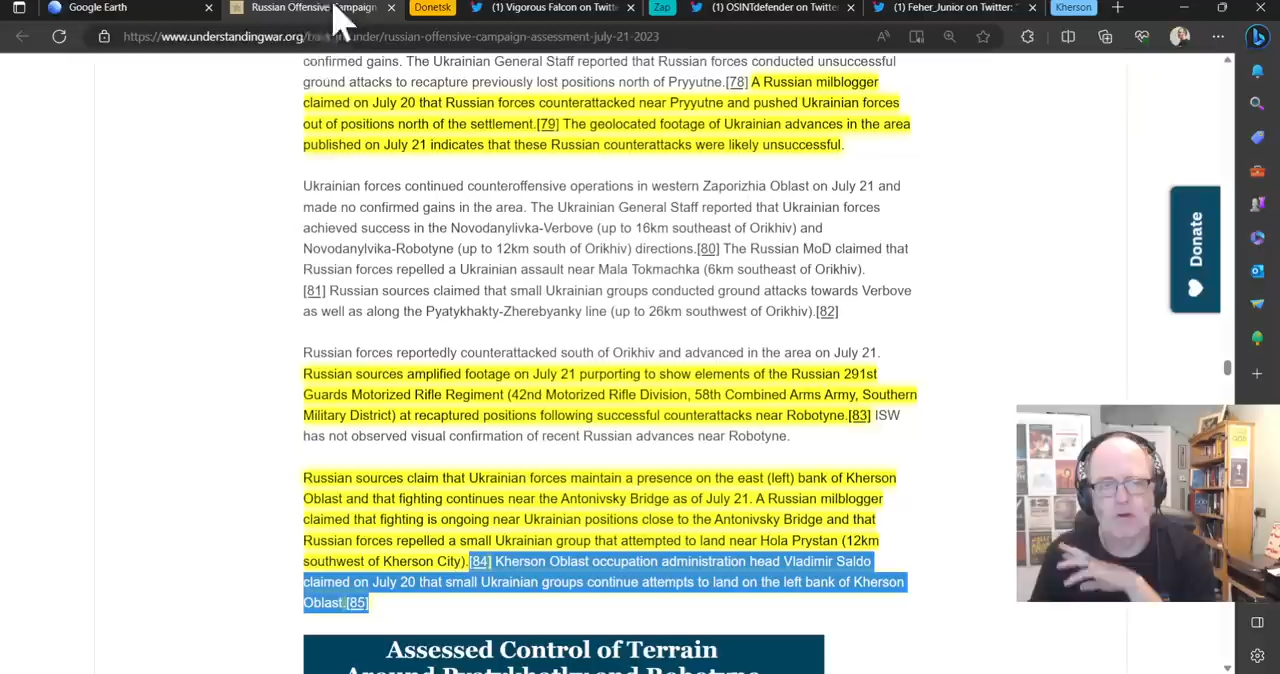 Google Earth
Russian Offensive Campaign
Donetsk
(1) Vigorous Falcon on Twitt
Zap
(1) OSINTdefender on Twitter
(1) Feher_Junior on Twitter:
Kherson
https://www.understandingwar.org/ba under/russian-offensive-campaign-assessment-july-21-2023
confirmed gains. The Ukrainian General Staff reported that Russian forces conducted unsuccessful
ground attacks to recapture previously lost positions north of Pryyutne.[78] A Russian milblogger
claimed on July 20 that Russian forces counterattacked near Pryyutne and pushed Ukrainian forces
out of positions north of the settlement.[79] The geolocated footage of Ukrainian advances in the area
published on July 21 indicates that these Russian counterattacks were likely unsuccessful.
Ukrainian forces continued counteroffensive operations in western Zaporizhia Oblast on July 21 and
made no confirmed gains in the area. The Ukrainian General Staff reported that Ukrainian forces
achieved success in the Novodanylivka-Verbove (up to 16km southeast of Orikhiv) and
Novodanylvika-Robotyne (up to 12km south of Orikhiv) directions.[80] The Russian MoD claimed that
Russian forces repelled a Ukrainian assault near Mala Tokmachka (6km southeast of Orikhiv).
[81] Russian sources claimed that small Ukrainian groups conducted ground attacks towards Verbove
as well as along the Pyatykhakty-Zherebyanky line (up to 26km southwest of Orikhiv).[82]
Russian forces reportedly counterattacked south of Orikhiv and advanced in the area on July 21.
Russian sources amplified footage on July 21 purporting to show elements of the Russian 291st
Guards Motorized Rifle Regiment (42nd Motorized Rifle Division, 58th Combined Arms Army, Southern
Military District) at recaptured positions following successful counterattacks near Robotyne.[83] ISW
has not observed visual confirmation of recent Russian advances near Robotyne.
Russian sources claim that Ukrainian forces maintain a presence on the east (left) bank of Kherson
Oblast and that fighting continues near the Antonivsky Bridge as of July 21. A Russian milblogger
claimed that fighting is ongoing near Ukrainian positions close to the Antonivsky Bridge and that
Russian forces repelled a small Ukrainian group that attempted to land near Hola Prystan (12km
southwest of Kherson City).[84] Kherson Oblast occupation administration head Vladimir Saldo
claimed on July 20 that small Ukrainian groups continue attempts to land on the left bank of Kherson
Oblast.[85]
Assessed Control of Terrain
Around Pyatykhatky and Robotyne
Donate